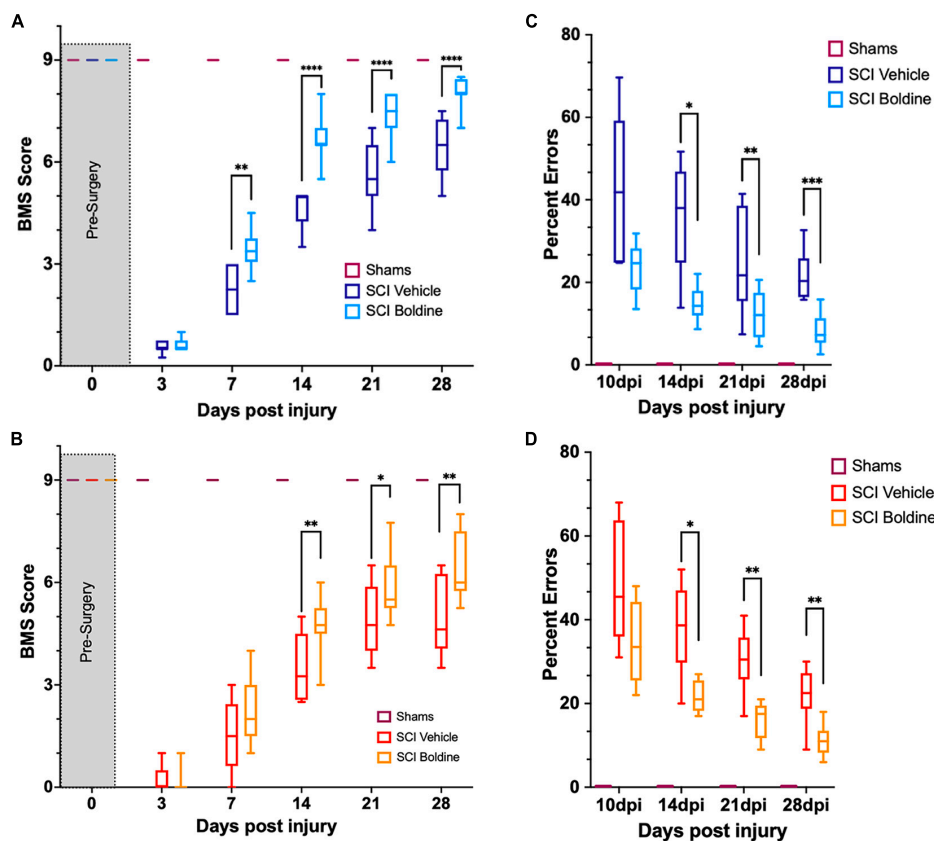 A
BMS Score
9
6
3
0
Pre-Surgery
**
****
****
****
Shams
SCI Vehicle
SCI Boldine
0 3 7 14 21 28
Days post injury
C
Percent Errors
80
60
40
20
0
Shams
SCI Vehicle
SCI Boldine
*
**
***
10dpi 14dpi 21dpi 28dpi
Days post injury
B
BMS Score
9
6
3
0
Pre-Surgery
**
*
**
Shams
SCI Vehicle
SCI Boldine
0 3 7 14 21 28
Days post injury
D
Percent Errors
80
60
40
20
0
Shams
SCI Vehicle
SCI Boldine
*
**
**
10dpi 14dpi 21dpi 28dpi
Days post injury